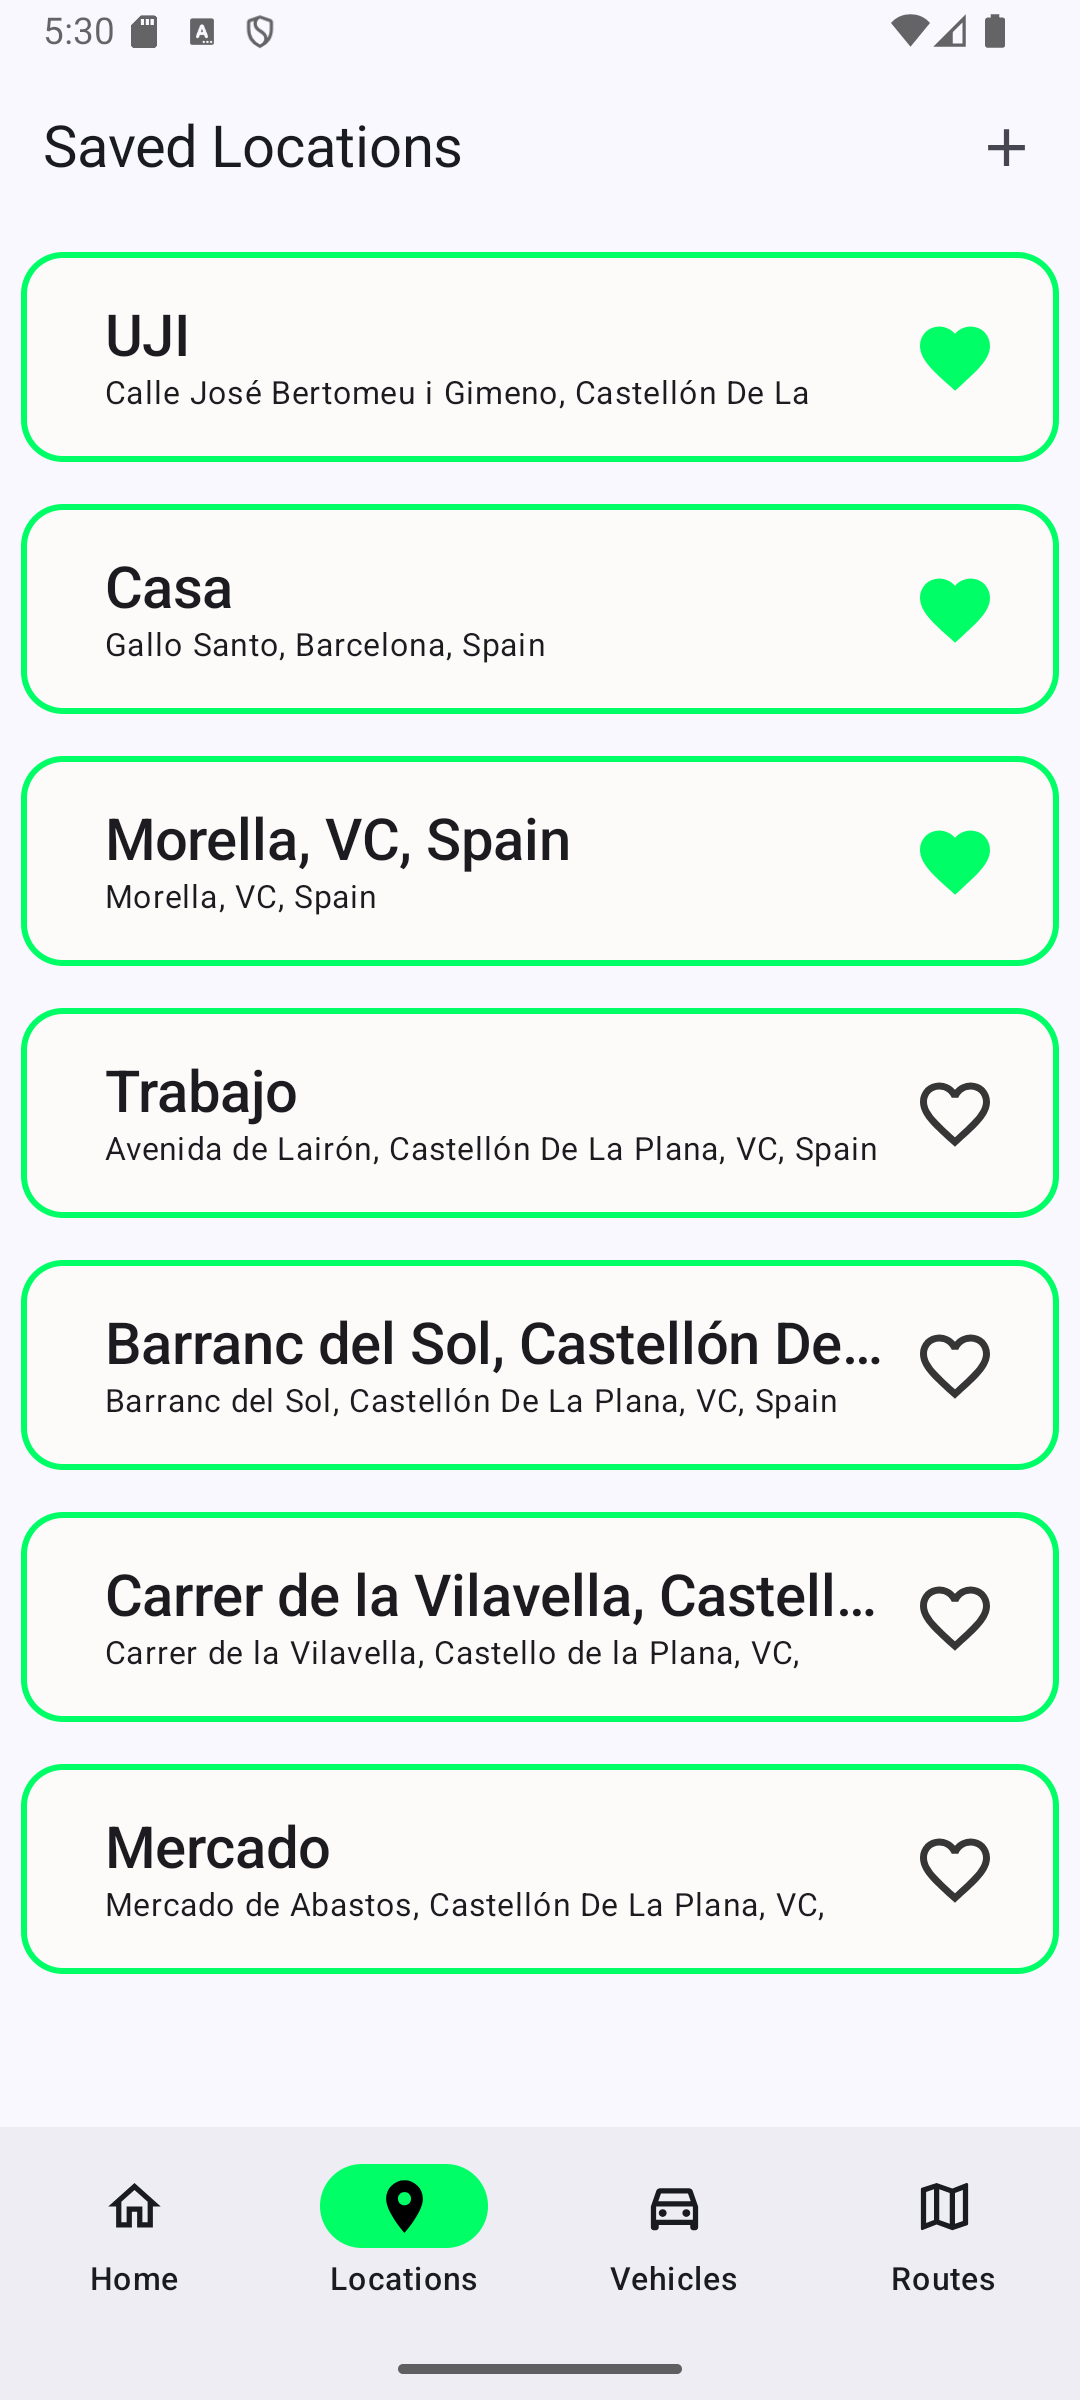 5:30
Saved Locations
UJI
Calle José Bertomeu i Gimeno, Castellón De La
Casa
Gallo Santo, Barcelona, Spain
Morella, VC, Spain
Morella, VC, Spain
Trabajo
Avenida de Lairón, Castellón De La Plana, VC, Spain
Barranc del Sol, Castellón De...
Barranc del Sol, Castellón De La Plana, VC, Spain
Carrer de la Vilavella, Castell...
Carrer de la Vilavella, Castello de la Plana, VC,
Mercado
Mercado de Abastos, Castellón De La Plana, VC,
Home Locations Vehicles Routes